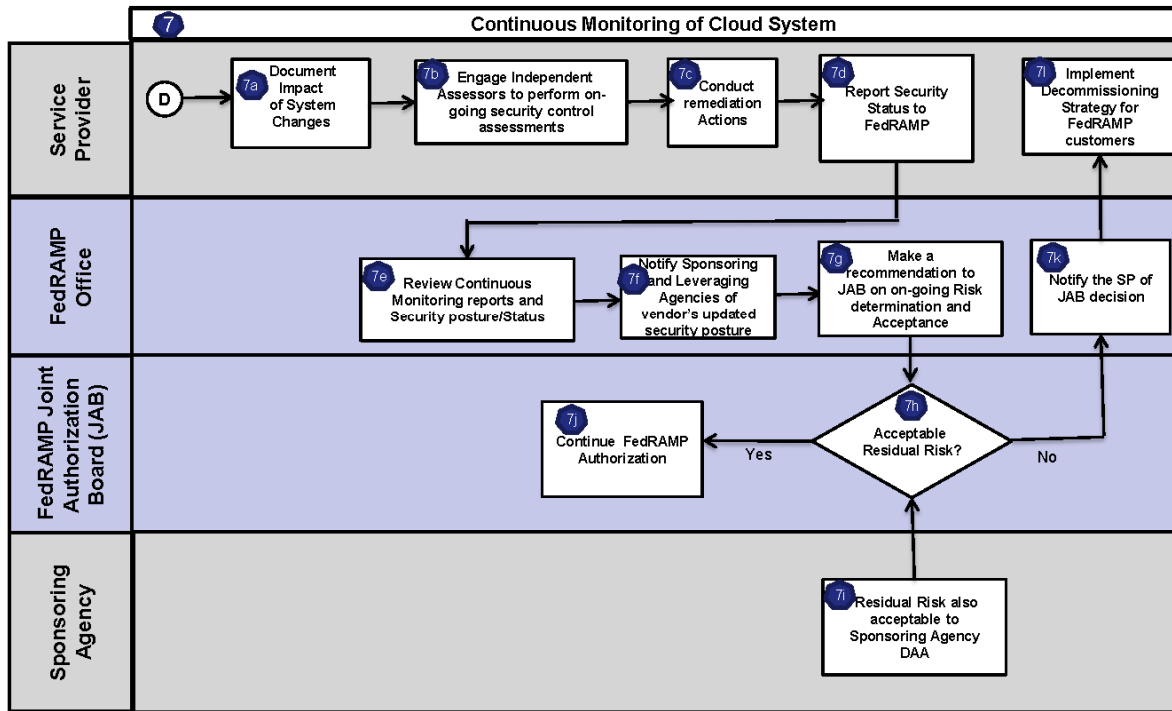 7
Continuous Monitoring of Cloud System
Service
Provider
D
7a
Document
Impact
of System
Changes
7b
Engage Independent
Assessors to perform on-
going security control
assessments
7c
Conduct
remediation
Actions
7d
Report Security
Status to
FedRAMP
7l
Implement
Decommissioning
Strategy for
FedRAMP
customers
FedRAMP
Office
7e
Review Continuous
Monitoring reports and
Security posture/Status
7f
Notify Sponsoring
and Leveraging
Agencies of
vendor's updated
security posture
7g
Make a
recommendation to
JAB on on-going Risk
determination and
Acceptance
7k
Notify the SP of
JAB decision
FedRAMP Joint
Authorization
Board (JAB)
7j
Continue FedRAMP
Authorization
Yes
7h
Acceptable
Residual Risk?
No
Sponsoring
Agency
7i
Residual Risk also
acceptable to
Sponsoring Agency
DAA